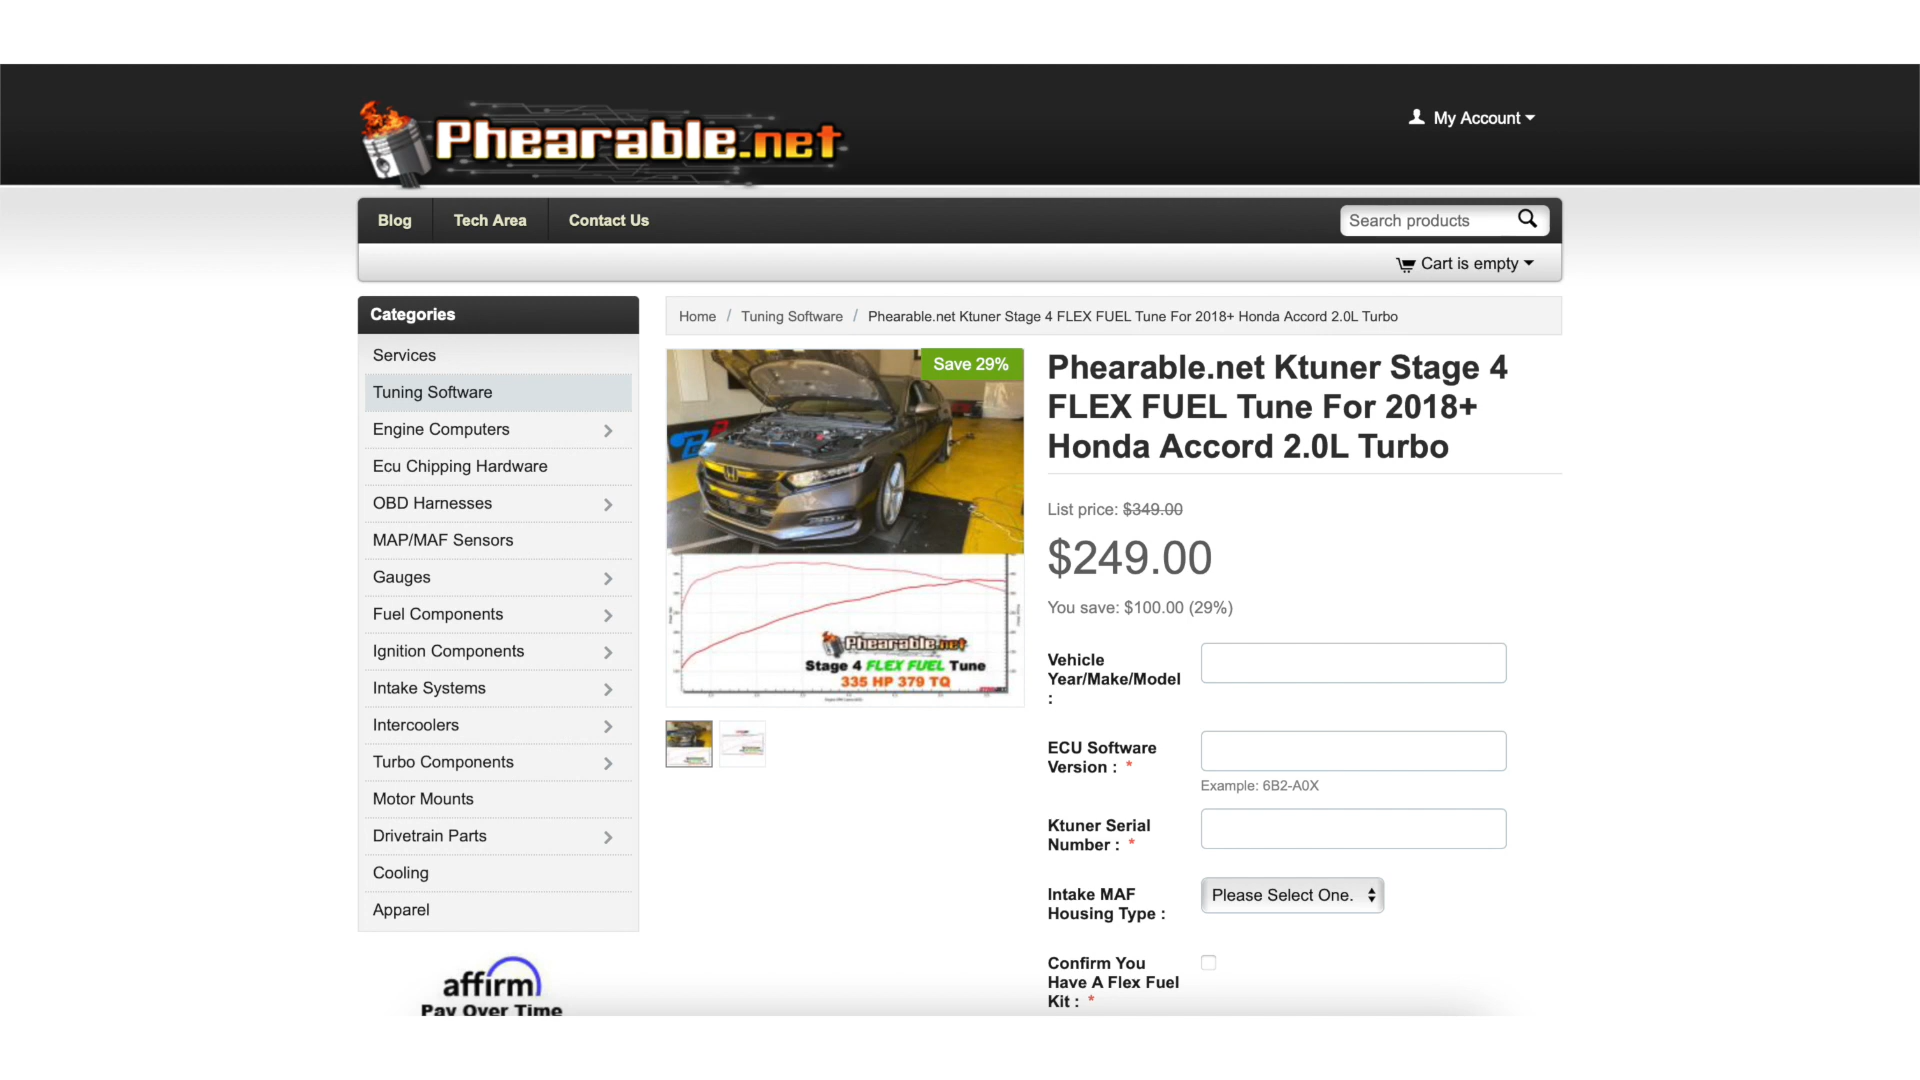 Phearable.net
My Account
Blog
Tech Area
Contact Us
Search products
Cart is empty
Categories
Services
Tuning Software
Engine Computers
Ecu Chipping Hardware
OBD Harnesses
MAP/MAF Sensors
Gauges
Fuel Components
Ignition Components
Intake Systems
Intercoolers
Turbo Components
Motor Mounts
Drivetrain Parts
Cooling
Apparel
affirm
Pay Over Time
Home / Tuning Software / Phearable.net Ktuner Stage 4 FLEX FUEL Tune For 2018+ Honda Accord 2.0L Turbo
Save 29%
Phearable.net
Stage 4 FLEX FUEL Tune
335 HP 379 TQ
Phearable.net Ktuner Stage 4
FLEX FUEL Tune For 2018+
Honda Accord 2.0L Turbo
List price: $349.00
$249.00
You save: $100.00 (29%)
Vehicle
Year/Make/Model
:
ECU Software
Version : *
Example: 6B2-A0X
Ktuner Serial
Number : *
Intake MAF
Housing Type :
Please Select One.
Confirm You
Have A Flex Fuel
Kit : *